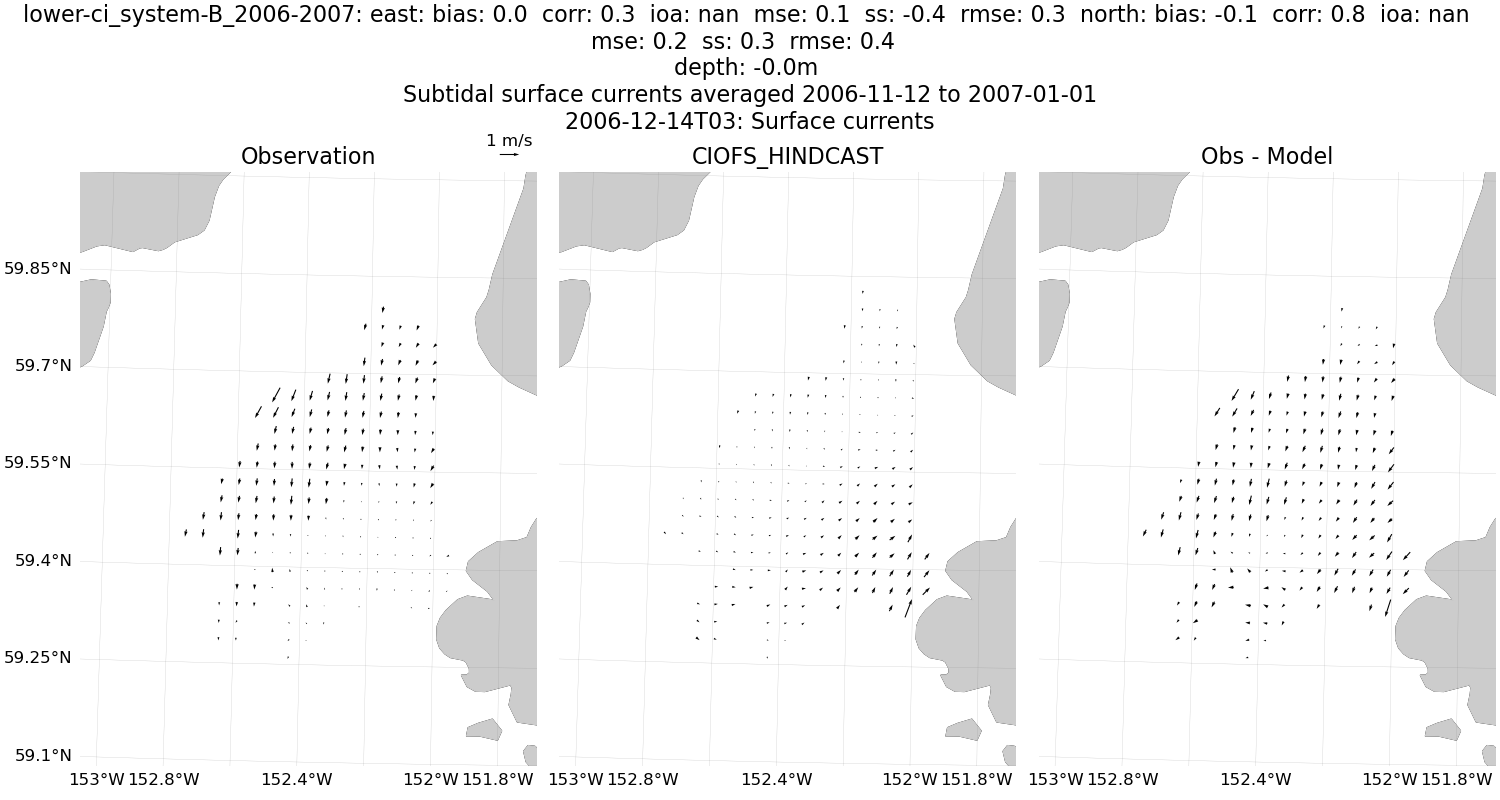 lower-ci_system-B_2006-2007: east: bias: 0.0  corr: 0.3  ioa: nan  mse: 0.1  ss: -0.4  rmse: 0.3  north: bias: -0.1  corr: 0.8  ioa: nan
mse: 0.2  ss: 0.3  rmse: 0.4
depth: -0.0m
Subtidal surface currents averaged 2006-11-12 to 2007-01-01
2006-12-14T03: Surface currents
1 m/s
Observation
CIOFS_HINDCAST
Obs - Model
59.85°N
59.7°N
59.55°N
59.4°N
59.25°N
59.1°N
153°W 152.8°W 152.4°W 152°W 151.8°W
153°W 152.8°W 152.4°W 152°W 151.8°W
153°W 152.8°W 152.4°W 152°W 151.8°W